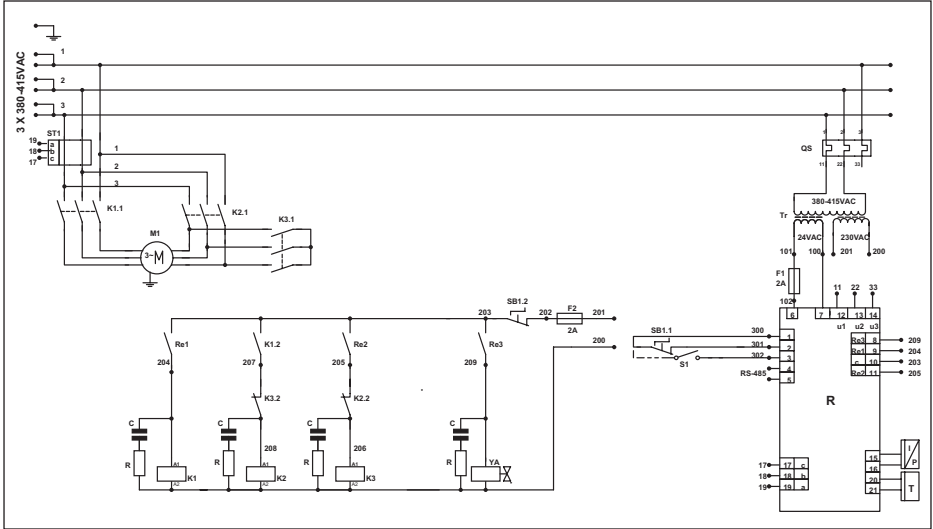 3 X 380-415VAC
1
2
3
ST1
19 a
18 b
17 c
1
2
3
K1.1
K2.1
K3.1
M1
3~M
1 2 3
QS
11 22 33
380-415VAC
Tr
24VAC 230VAC
101 100 201 200
F1
2A
102
11 22 33
6 7 12 13 14
u1 u2 u3
203 SB1.2 202 F2 201
2A
200
Re1 K1.2 Re2 Re3
204 207 205 209
K3.2 K2.2
208 206
C C C C
R R R R
A1 A1 A1 YA
K1 K2 K3
A2 A2 A2
SB1.1
300 1
301 2
302 3
S1
RS-485 4
5
Re3 8 209
Re1 9 204
c 10 203
Re2 11 205
R
17 17 c
18 18 b
19 19 a
15 I
16 P
20 T
21